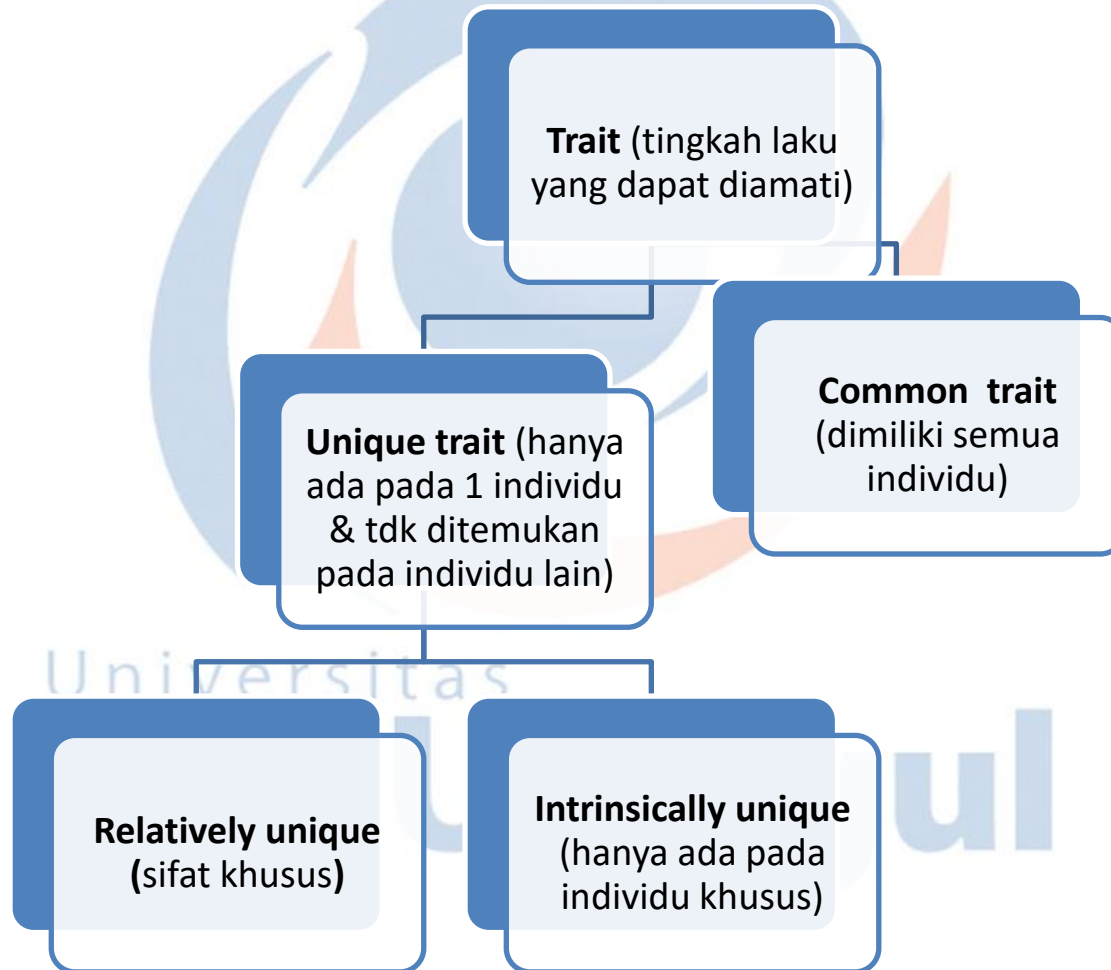 Trait (tingkah laku
yang dapat diamati)
Common trait
(dimiliki semua
individu)
Unique trait (hanya
ada pada 1 individu
& tdk ditemukan
pada individu lain)
Universitas
ul
Relatively unique
(sifat khusus)
Intrinsically unique
(hanya ada pada
individu khusus)